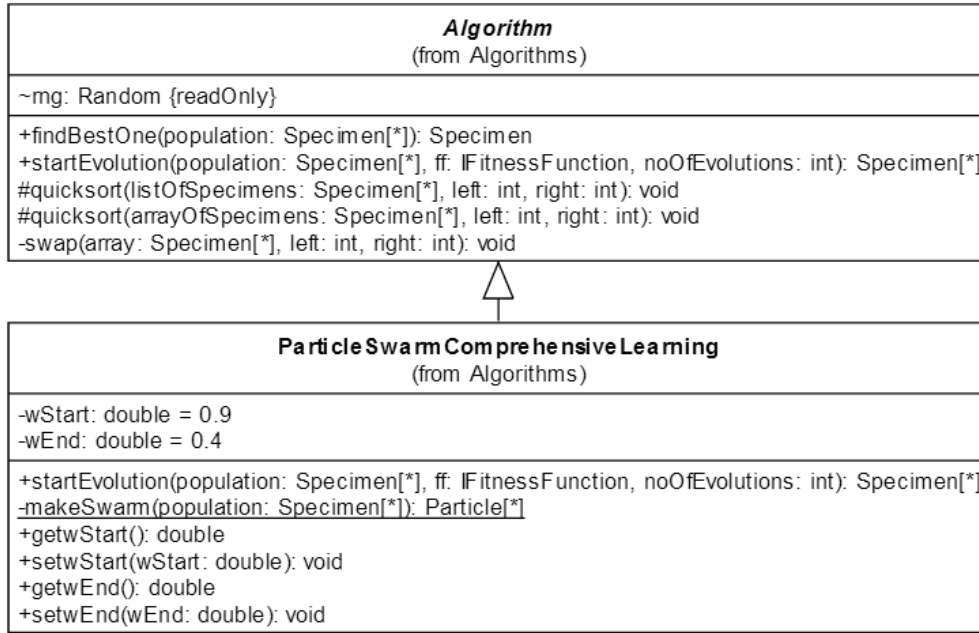 Algorithm
(from Algorithms)
~rng: Random {readOnly}
+findBestOne(population: Specimen[*]): Specimen
+startEvolution(population: Specimen[*], ff: IFitnessFunction, noOfEvolutions: int): Specimen[*]
#quicksort(listOfSpecimens: Specimen[*], left: int, right: int): void
#quicksort(arrayOfSpecimens: Specimen[*], left: int, right: int): void
-swap(array: Specimen[*], left: int, right: int): void
ParticleSwarmComprehensiveLearning
(from Algorithms)
-wStart: double = 0.9
-wEnd: double = 0.4
+startEvolution(population: Specimen[*], ff: IFitnessFunction, noOfEvolutions: int): Specimen[*]
-makeSwarm(population: Specimen[*]): Particle[*]
+getwStart(): double
+setwStart(wStart: double): void
+getwEnd(): double
+setwEnd(wEnd: double): void